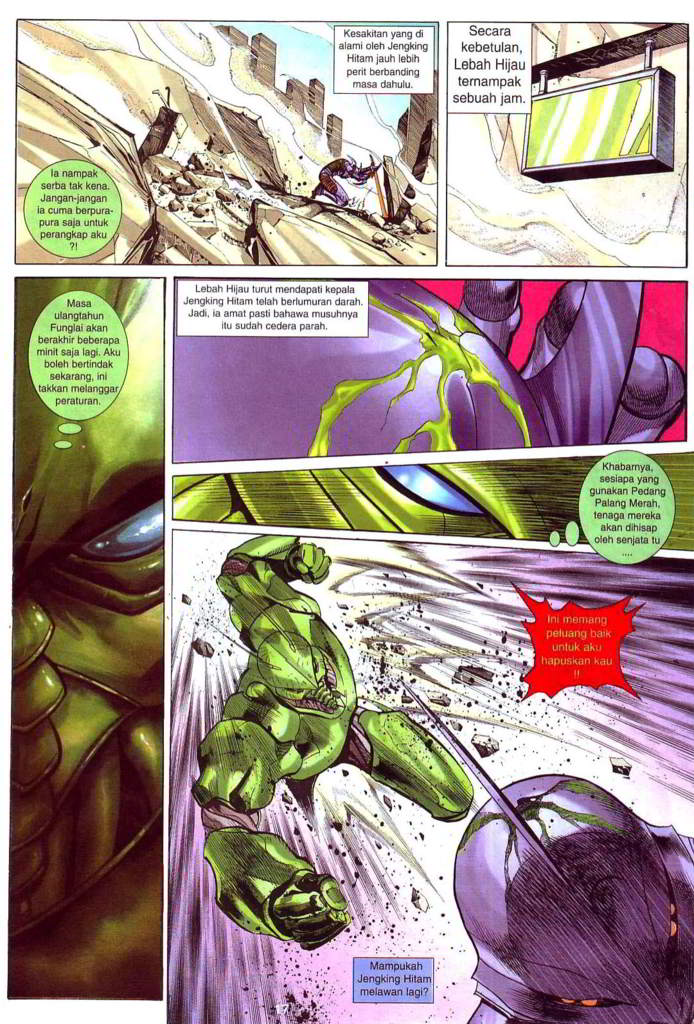 Kesakitan yang di
alami oleh Jengking
Hitam jauh lebih
perit berbanding
masa dahulu.
Ia nampak
serba tak kena.
Jangan-jangan
ia cuma berpura-
pura saja untuk
perangkap aku
?!
Secara
kebetulan,
Lebah Hijau
ternampak
sebuah jam.
Masa
ulangtahun
Funglai akan
berakhir beberapa
minit saja lagi. Aku
boleh bertindak
sekarang, ini
takkan melanggar
peraturan.
Lebah Hijau turut mendapati kepala
Jengking Hitam telah berlumuran darah.
Jadi, ia amat pasti bahawa musuhnya
itu sudah cedera parah.
Khabarnya,
sesiapa yang
gunakan Pedang
Palang Merah,
tenaga mereka
akan dihisap
oleh senjata tu
....
Ini memang
peluang baik
untuk aku
hapuskan kau
!!
Mampukah
Jengking Hitam
melawan lagi?